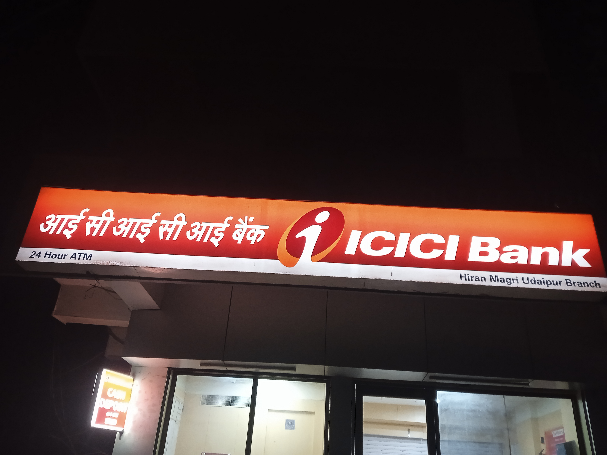 आई सी आई सी आई बैंक
i ICICI Bank
24 Hour ATM
Hiran Magri Udaipur Branch